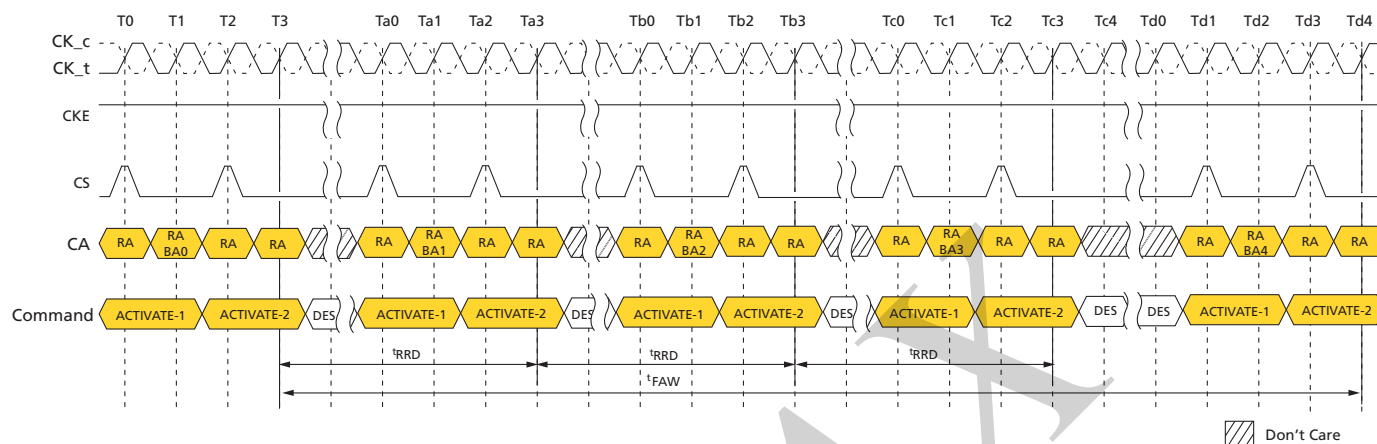 T0 T1 T2 T3 Ta0 Ta1 Ta2 Ta3 Tb0 Tb1 Tb2 Tb3 Tc0 Tc1 Tc2 Tc3 Tc4 Td0 Td1 Td2 Td3 Td4
CK_c
CK_t
CKE
CS
CA RA RA BA0 RA RA RA RA BA1 RA RA RA RA BA2 RA RA RA RA BA3 RA RA RA RA BA4 RA RA
Command ACTIVATE-1 ACTIVATE-2 DES ACTIVATE-1 ACTIVATE-2 DES ACTIVATE-1 ACTIVATE-2 DES ACTIVATE-1 ACTIVATE-2 DES DES ACTIVATE-1 ACTIVATE-2
tRRD tRRD tRRD
tFAW
Don't Care